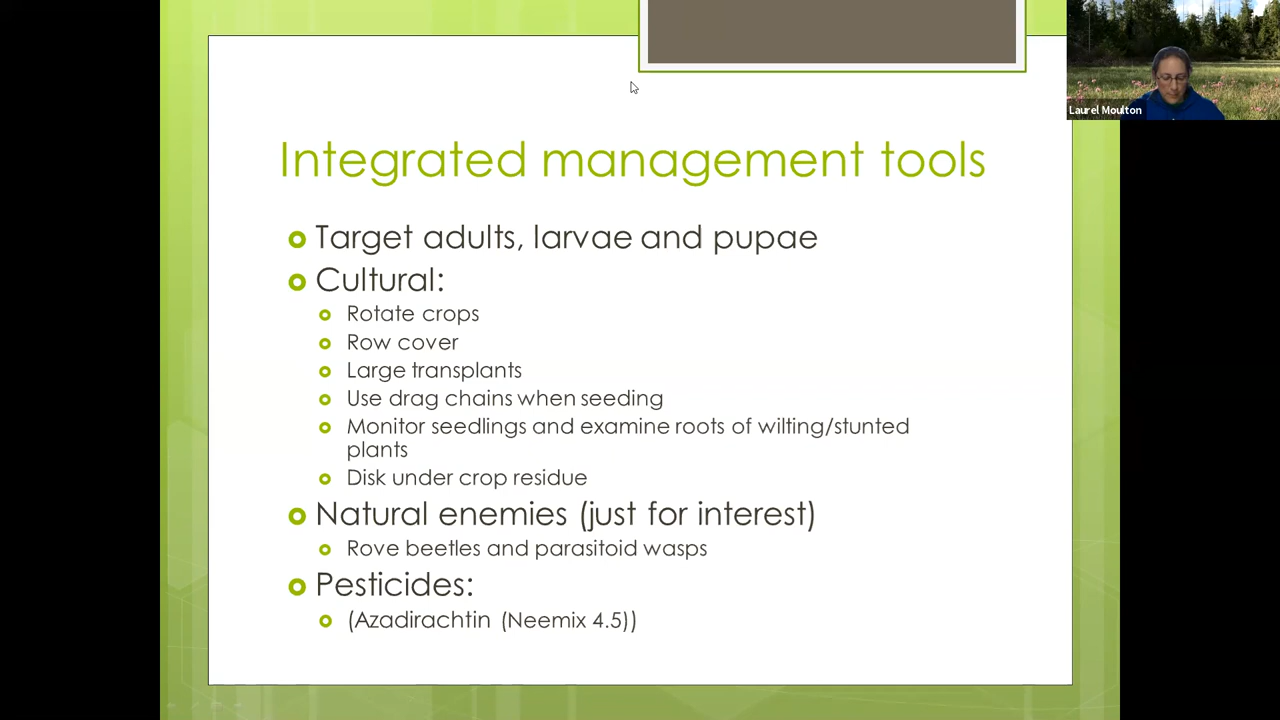 Laurel Moulton
Integrated management tools
Target adults, larvae and pupae
Cultural:
Rotate crops
Row cover
Large transplants
Use drag chains when seeding
Monitor seedlings and examine roots of wilting/stunted
plants
Disk under crop residue
Natural enemies (just for interest)
Rove beetles and parasitoid wasps
Pesticides:
(Azadirachtin (Neemix 4.5))